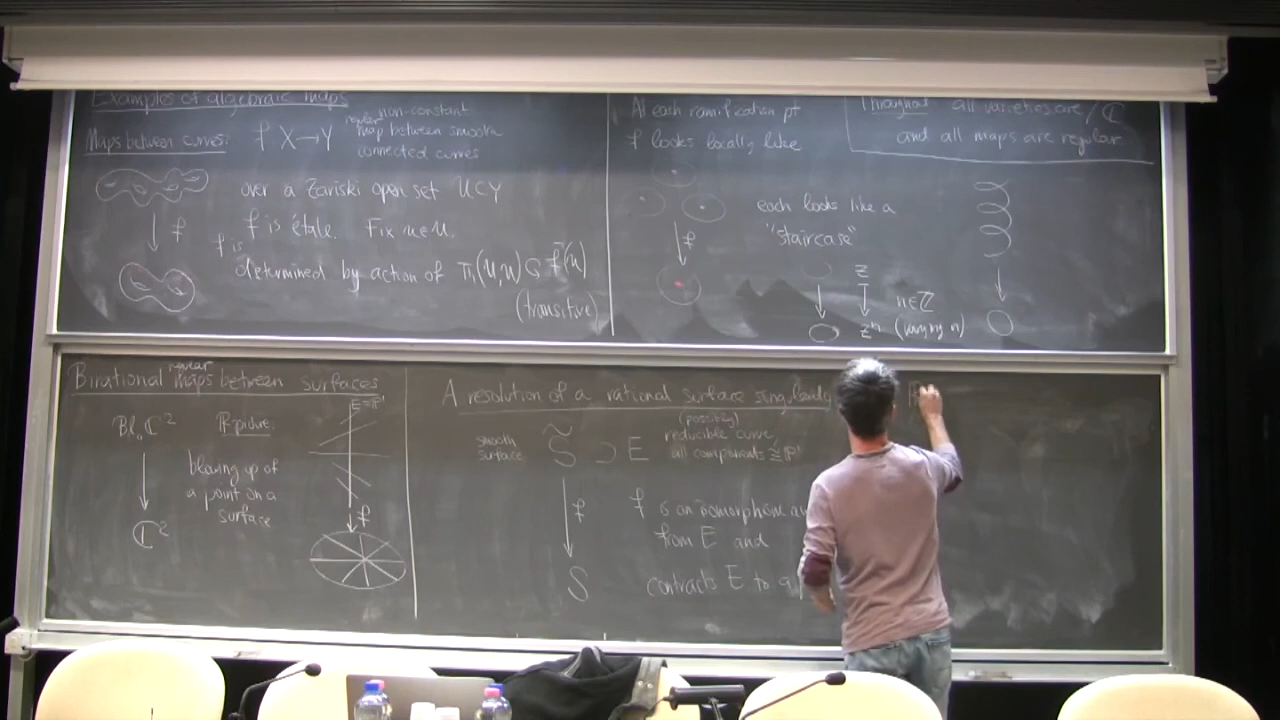 Examples of algebraic maps
Maps between curves: f X→Y regular non-constant
map between smooth
connected curves
over a Zariski open set U⊂Y
f
f is étale. Fix u∈U.
f is
determined by action of π₁(U,u) G f⁻¹(u)
(transitive)
At each ramification pt
f looks locally like
f
each looks like a
"staircase"
z
zⁿ
n∈ℤ
(varying n)
Throughout all varieties are /ℂ
and all maps are regular
Birational regular maps between surfaces
Bl₀ℂ²
ℂ²
ℝ-picture:
blowing up of
a point on a
surface
E=ℙ¹
f
A resolution of a rational surface singularity
smooth
surface
S̃ ⊃ E
(possibly)
reducible curve,
all components ≅ℙ¹
f
S
f is an isomorphism
from E and
contracts E to a